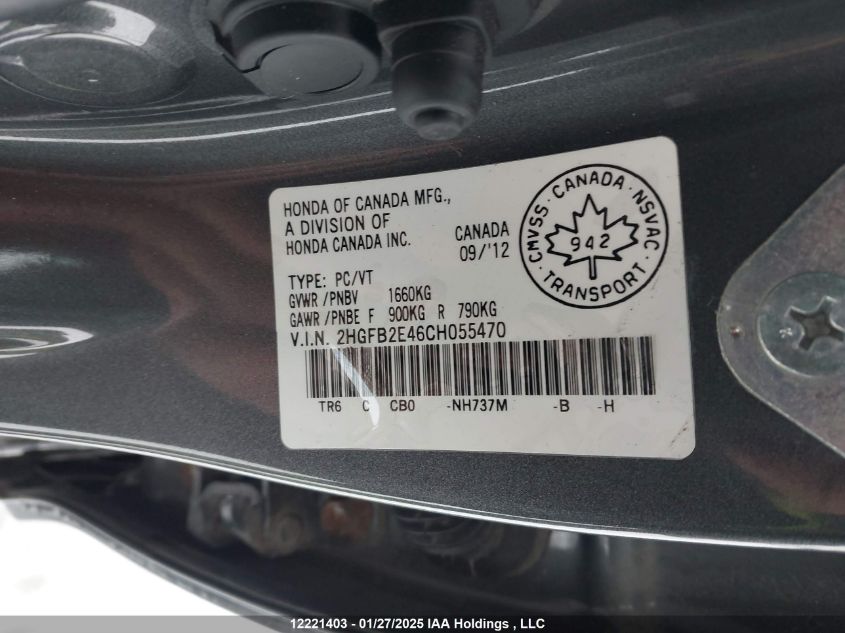 HONDA OF CANADA MFG.,
A DIVISION OF
HONDA CANADA INC.
CANADA
09/'12
CMVSS · CANADA · NSVAC · TRANSPORT ·
942
TYPE: PC/VT
GVWR /PNBV 1660KG
GAWR /PNBE F 900KG R 790KG
V.I.N. 2HGFB2E46CH055470
TR6 C CB0 -NH737M -B -H
12221403 - 01/27/2025 IAA Holdings , LLC